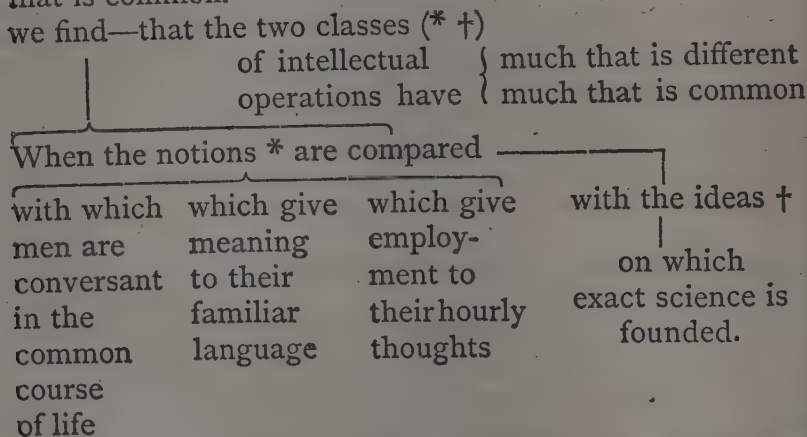 that is common.
we find—that the two classes (* †)
of intellectual
operations have
much that is different
much that is common
When the notions * are compared
with which
men are
conversant
in the
common
course
of life
which give
meaning
to their
familiar
language
which give
employ-
ment to
their hourly
thoughts
with the ideas †
on which
exact science is
founded.